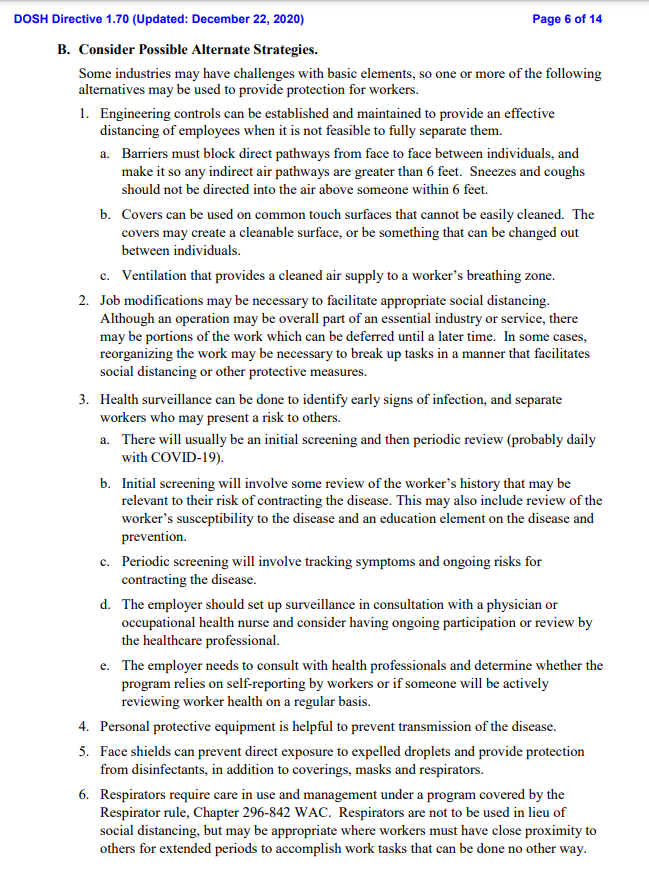 DOSH Directive 1.70 (Updated: December 22, 2020) Page 6 of 14
B. Consider Possible Alternate Strategies.
Some industries may have challenges with basic elements, so one or more of the following
alternatives may be used to provide protection for workers.
1. Engineering controls can be established and maintained to provide an effective
distancing of employees when it is not feasible to fully separate them.
a. Barriers must block direct pathways from face to face between individuals, and
make it so any indirect air pathways are greater than 6 feet. Sneezes and coughs
should not be directed into the air above someone within 6 feet.
b. Covers can be used on common touch surfaces that cannot be easily cleaned. The
covers may create a cleanable surface, or be something that can be changed out
between individuals.
c. Ventilation that provides a cleaned air supply to a worker's breathing zone.
2. Job modifications may be necessary to facilitate appropriate social distancing.
Although an operation may be overall part of an essential industry or service, there
may be portions of the work which can be deferred until a later time. In some cases,
reorganizing the work may be necessary to break up tasks in a manner that facilitates
social distancing or other protective measures.
3. Health surveillance can be done to identify early signs of infection, and separate
workers who may present a risk to others.
a. There will usually be an initial screening and then periodic review (probably daily
with COVID-19).
b. Initial screening will involve some review of the worker's history that may be
relevant to their risk of contracting the disease. This may also include review of the
worker's susceptibility to the disease and an education element on the disease and
prevention.
c. Periodic screening will involve tracking symptoms and ongoing risks for
contracting the disease.
d. The employer should set up surveillance in consultation with a physician or
occupational health nurse and consider having ongoing participation or review by
the healthcare professional.
e. The employer needs to consult with health professionals and determine whether the
program relies on self-reporting by workers or if someone will be actively
reviewing worker health on a regular basis.
4. Personal protective equipment is helpful to prevent transmission of the disease.
5. Face shields can prevent direct exposure to expelled droplets and provide protection
from disinfectants, in addition to coverings, masks and respirators.
6. Respirators require care in use and management under a program covered by the
Respirator rule, Chapter 296-842 WAC. Respirators are not to be used in lieu of
social distancing, but may be appropriate where workers must have close proximity to
others for extended periods to accomplish work tasks that can be done no other way.